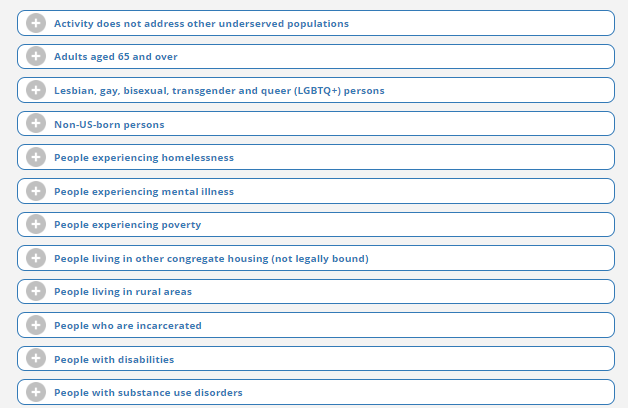 Activity does not address other underserved populations
Adults aged 65 and over
Lesbian, gay, bisexual, transgender and queer (LGBTQ+) persons
Non-US-born persons
People experiencing homelessness
People experiencing mental illness
People experiencing poverty
People living in other congregate housing (not legally bound)
People living in rural areas
People who are incarcerated
People with disabilities
People with substance use disorders